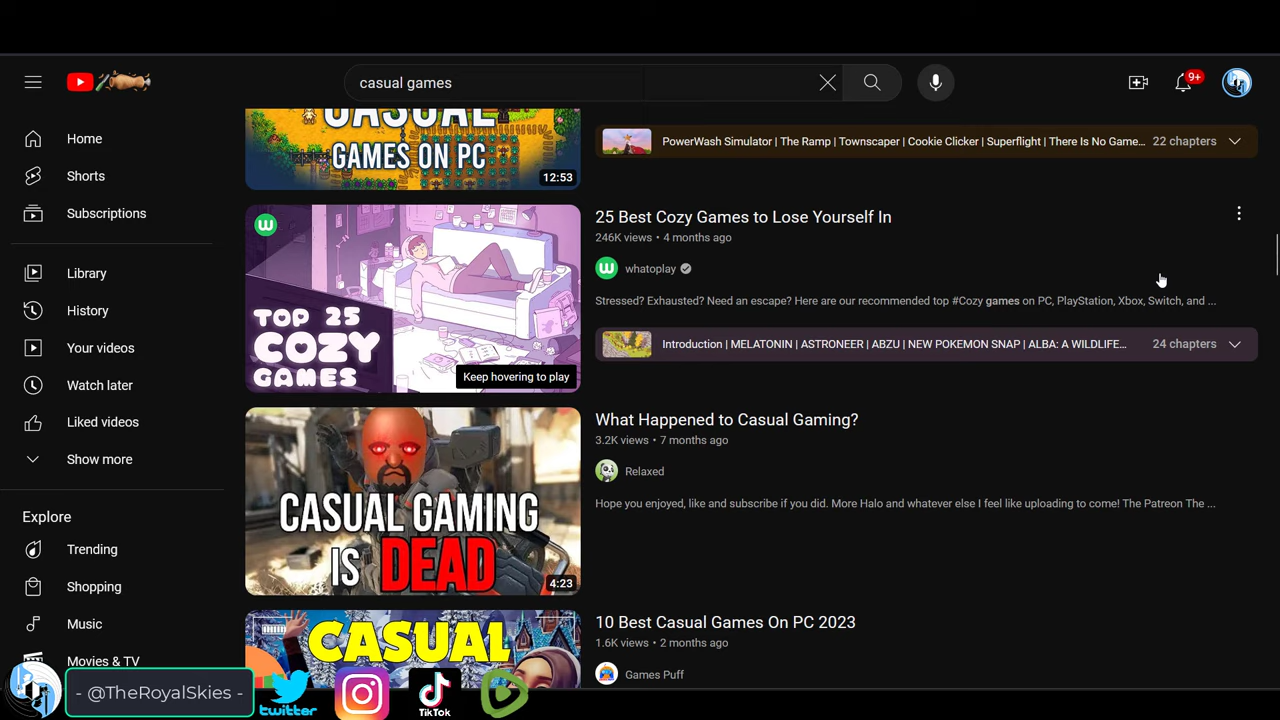 casual games
9+
Home
Shorts
Subscriptions
Library
History
Your videos
Watch later
Liked videos
Show more
Explore
Trending
Shopping
Music
Movies & TV
CASUAL
GAMES ON PC
12:53
PowerWash Simulator | The Ramp | Townscaper | Cookie Clicker | Superflight | There Is No Game...
22 chapters
W
TOP 25
COZY
GAMES
Keep hovering to play
25 Best Cozy Games to Lose Yourself In
246K views • 4 months ago
W
whatoplay
Stressed? Exhausted? Need an escape? Here are our recommended top #Cozy games on PC, PlayStation, Xbox, Switch, and ...
Introduction | MELATONIN | ASTRONEER | ABZU | NEW POKEMON SNAP | ALBA: A WILDLIFE...
24 chapters
CASUAL GAMING
IS DEAD
4:23
What Happened to Casual Gaming?
3.2K views • 7 months ago
Relaxed
Hope you enjoyed, like and subscribe if you did. More Halo and whatever else I feel like uploading to come! The Patreon The ...
CASUAL
10 Best Casual Games On PC 2023
1.6K views • 2 months ago
Games Puff
- @TheRoyalSkies -
twitter
TikTok